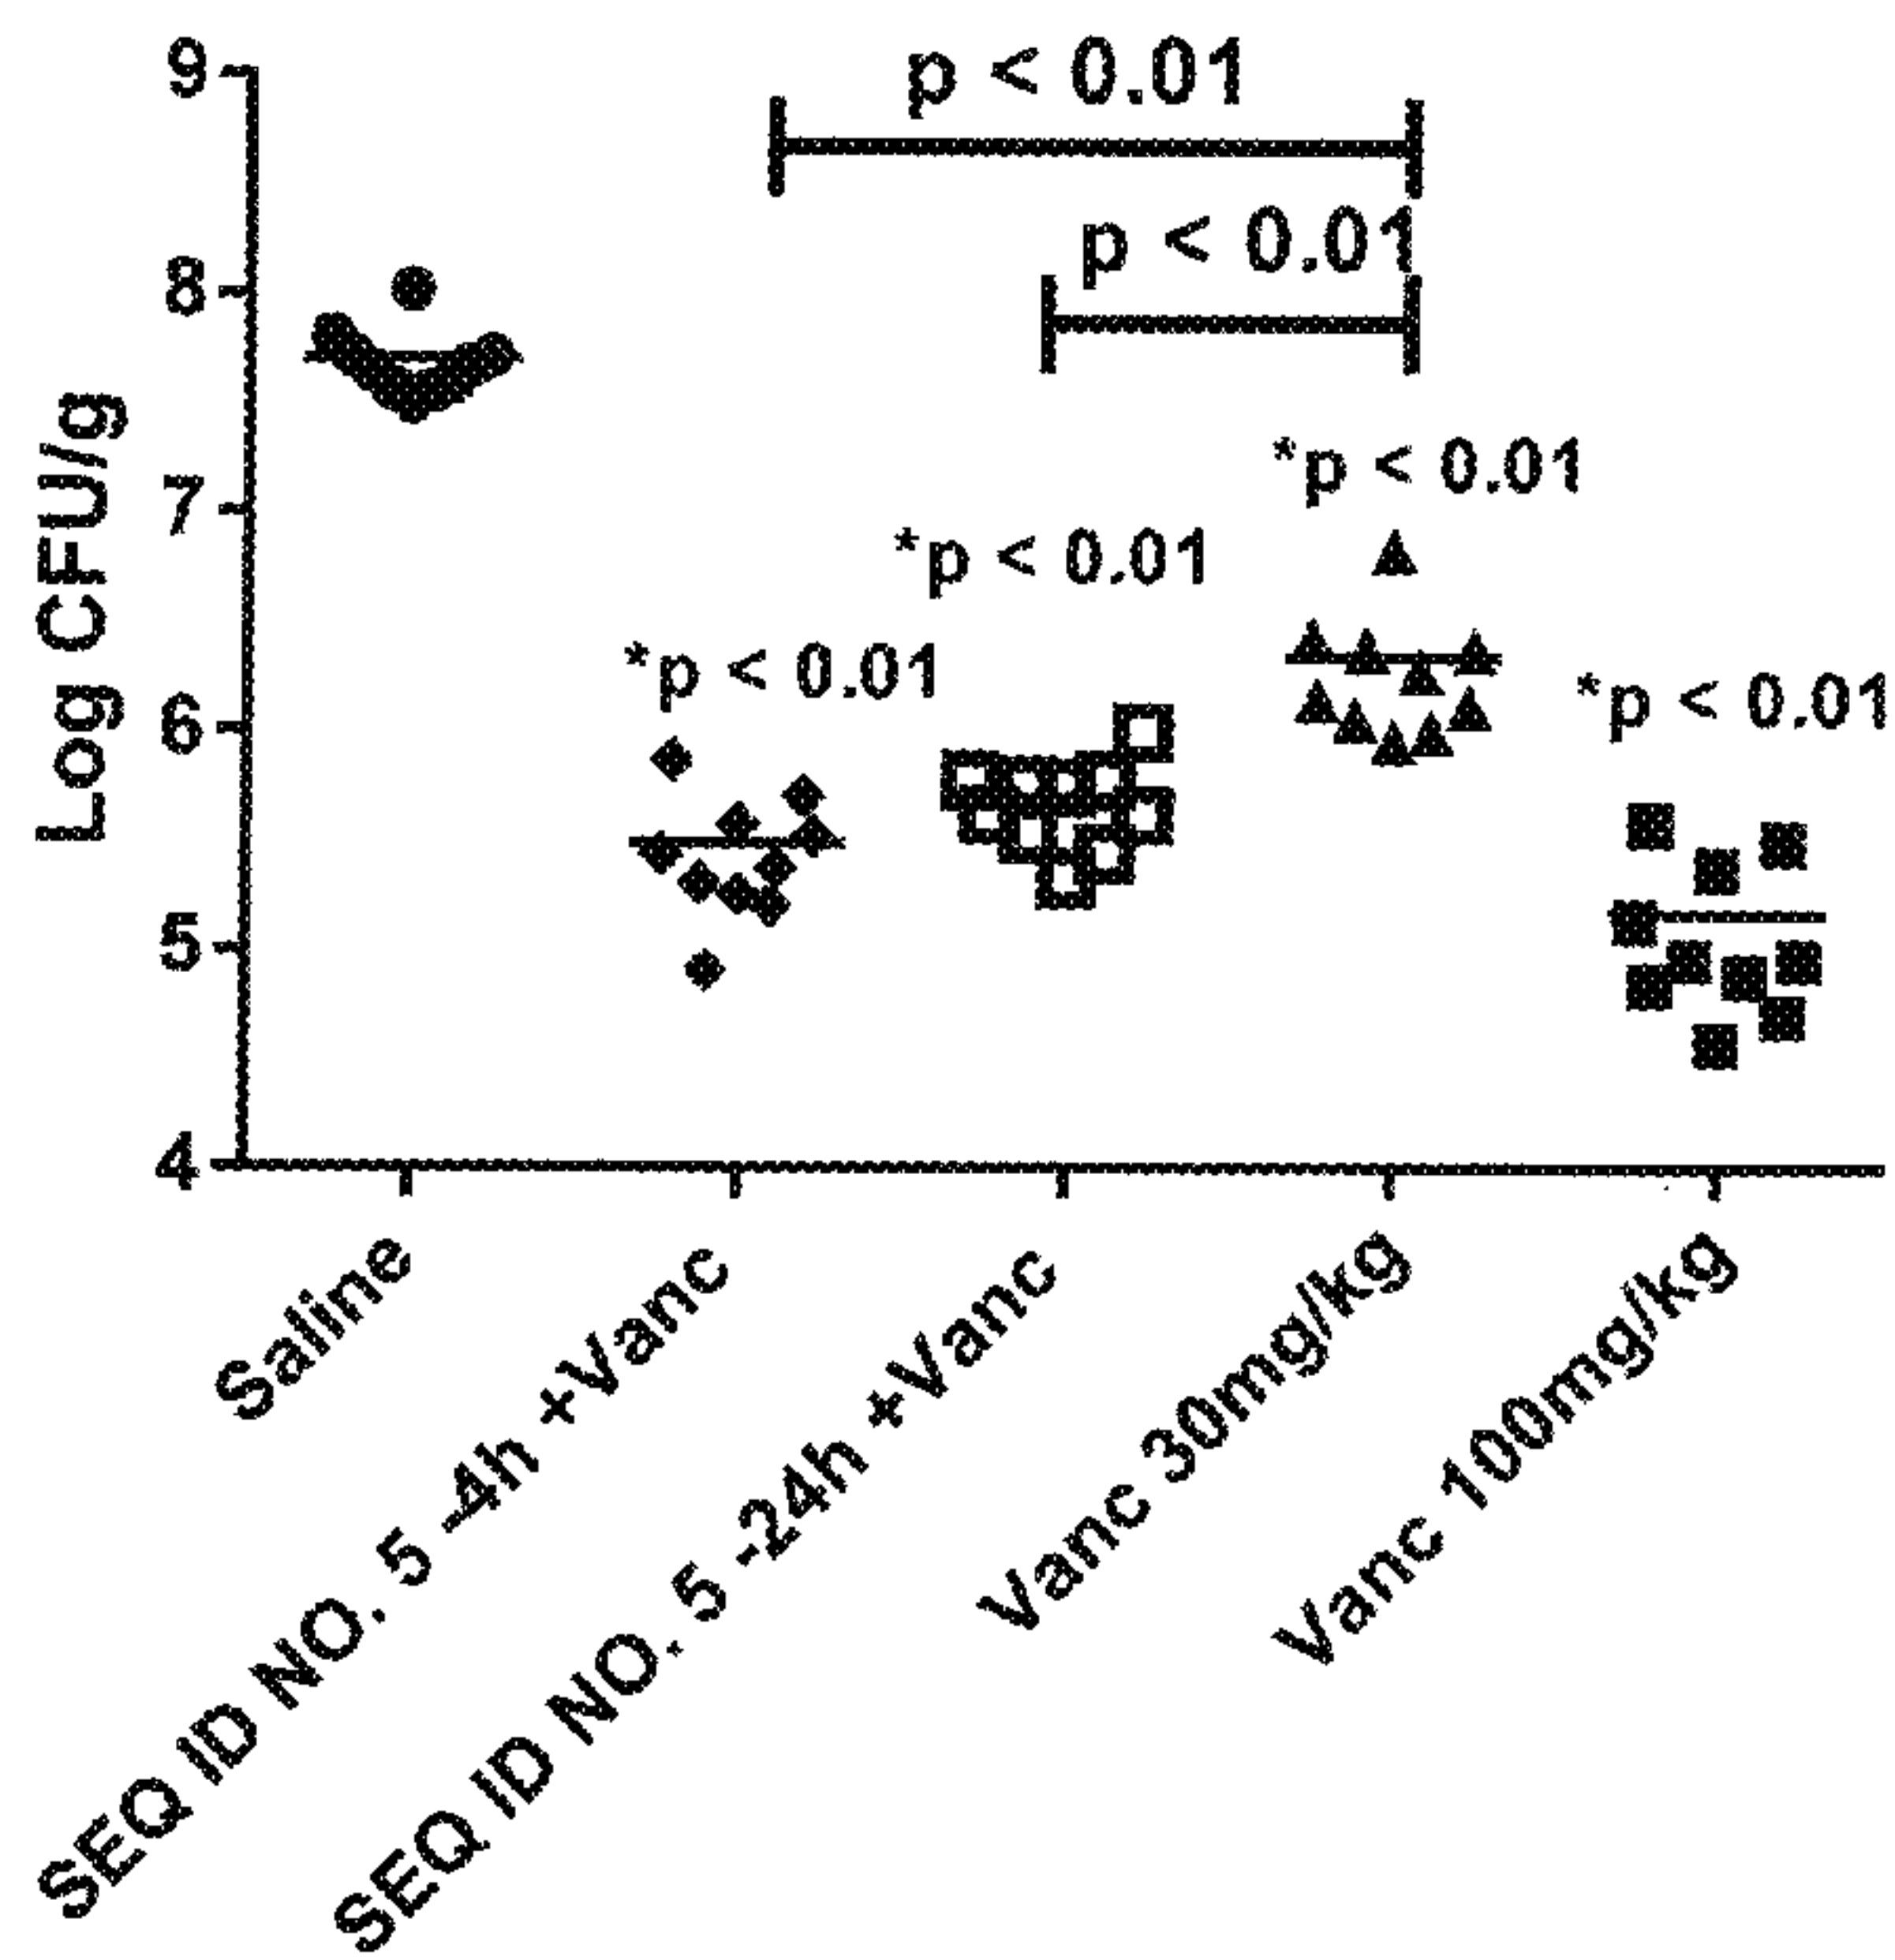 p < 0.01
p < 0.01
*p < 0.01
*p < 0.01
*p < 0.01
*p < 0.01
Log CFU/g
9
8
7
6
5
4
Saline
SEQ ID NO. 5 -4h +Vanc
SEQ ID NO. 5 -24h +Vanc
Vanc 30mg/kg
Vanc 100mg/kg